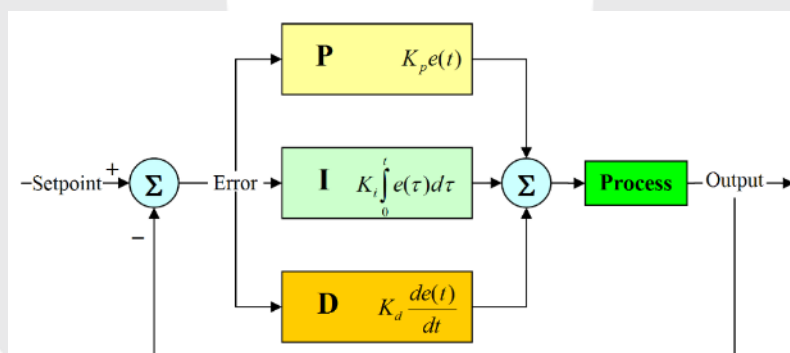 P K_p e(t)
–Setpoint + Σ Error I K_i ∫_0^t e(τ)dτ Σ Process Output
–
D K_d de(t)/dt